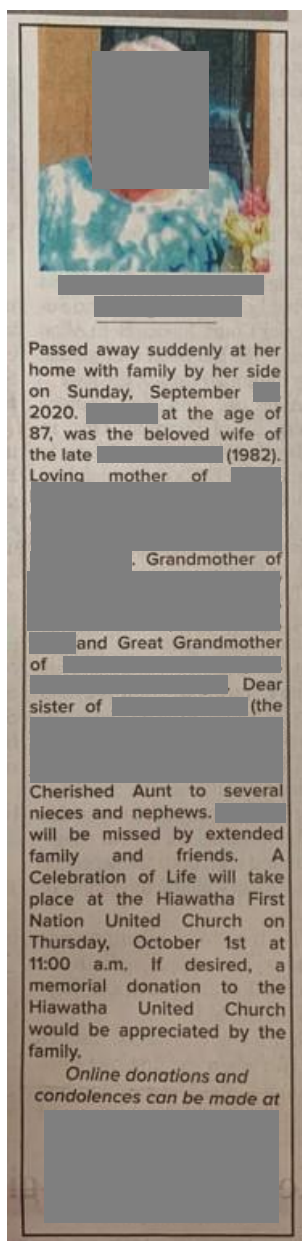 Passed away suddenly at her
home with family by her side
on Sunday, September
2020. at the age of
87, was the beloved wife of
the late (1982).
Loving mother of
. Grandmother of
and Great Grandmother
of
. Dear
sister of (the
Cherished Aunt to several
nieces and nephews.
will be missed by extended
family and friends. A
Celebration of Life will take
place at the Hiawatha First
Nation United Church on
Thursday, October 1st at
11:00 a.m. If desired, a
memorial donation to the
Hiawatha United Church
would be appreciated by the
family.
Online donations and
condolences can be made at